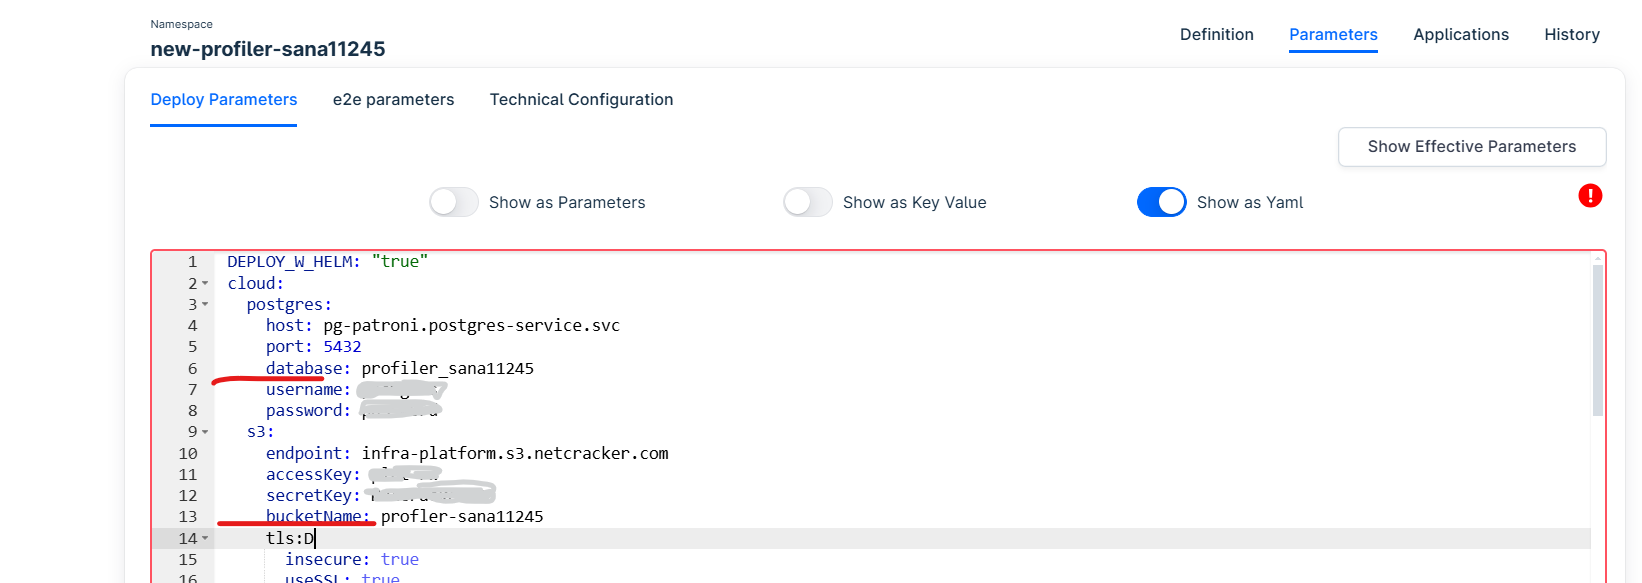 Namespace
new-profiler-sana11245
Definition Parameters Applications History
Deploy Parameters e2e parameters Technical Configuration
Show Effective Parameters
Show as Parameters Show as Key Value Show as Yaml
1 DEPLOY_W_HELM: "true"
2 cloud:
3 postgres:
4 host: pg-patroni.postgres-service.svc
5 port: 5432
6 database: profiler_sana11245
7 username:
8 password:
9 s3:
10 endpoint: infra-platform.s3.netcracker.com
11 accessKey:
12 secretKey:
13 bucketName: profler-sana11245
14 tls:D
15 insecure: true
16 useSSL: true